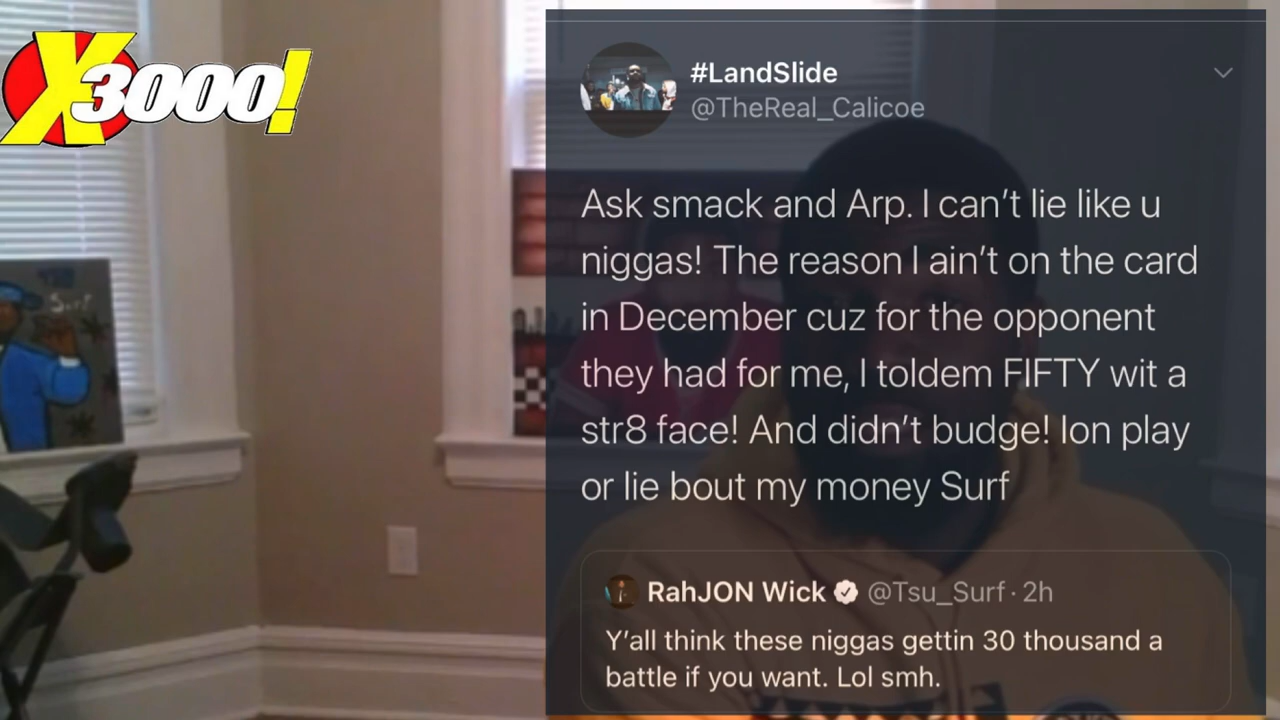 X3000!
#LandSlide
@TheReal_Calicoe
Ask smack and Arp. I can’t lie like u
niggas! The reason I ain’t on the card
in December cuz for the opponent
they had for me, I toldem FIFTY wit a
str8 face! And didn’t budge! Ion play
or lie bout my money Surf
RahJON Wick @Tsu_Surf · 2h
Y’all think these niggas gettin 30 thousand a
battle if you want. Lol smh.
Surf